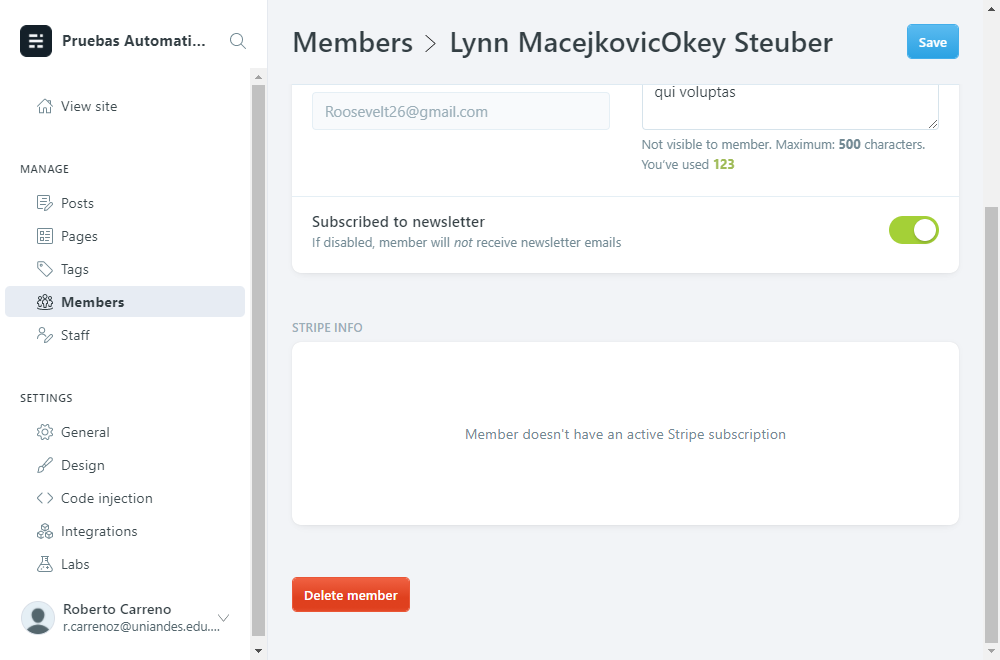 Pruebas Automati...
View site
MANAGE
Posts
Pages
Tags
Members
Staff
SETTINGS
General
Design
Code injection
Integrations
Labs
Roberto Carreno
r.carrenoz@uniandes.edu....
Members > Lynn MacejkovicOkey Steuber
Save
Roosevelt26@gmail.com
qui voluptas
Not visible to member. Maximum: 500 characters.
You've used 123
Subscribed to newsletter
If disabled, member will not receive newsletter emails
STRIPE INFO
Member doesn't have an active Stripe subscription
Delete member